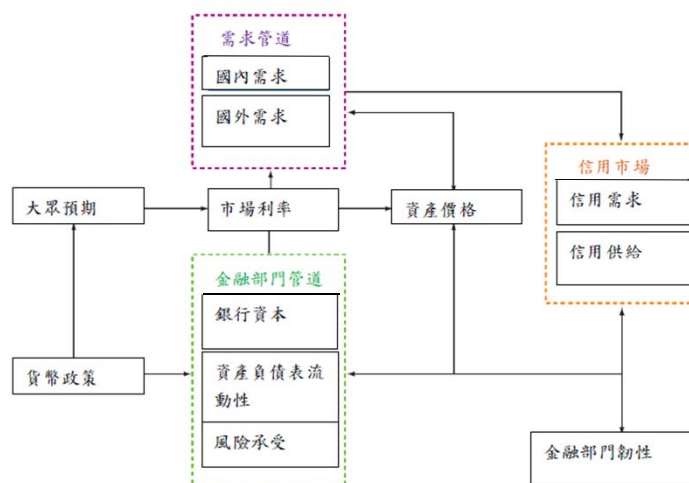 需求管道
國內需求
國外需求
信用市場
信用需求
信用供給
大眾預期
市場利率
資產價格
金融部門管道
銀行資本
資產負債表流
動性
風險承受
貨幣政策
金融部門韌性